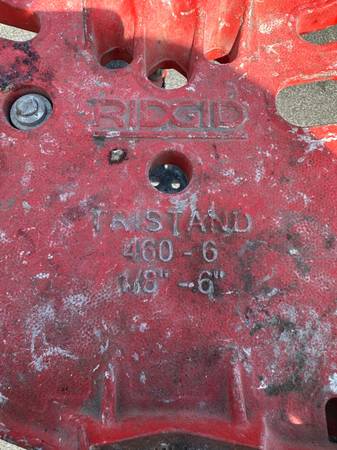 RIDGID
TRISTAND
460 - 6
1/8" - 6"